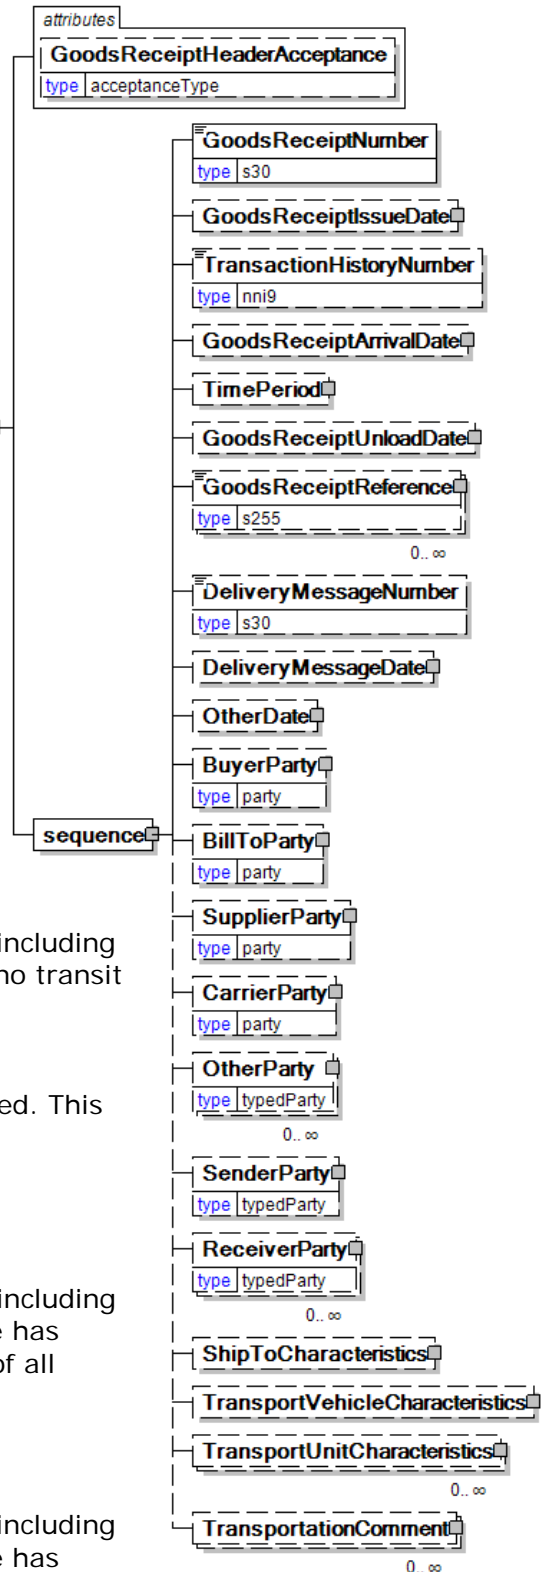 attributes
GoodsReceiptHeaderAcceptance
type acceptanceType
GoodsReceiptNumber
type s30
GoodsReceiptIssueDate
TransactionHistoryNumber
type nni9
GoodsReceiptArrivalDate
TimePeriod
GoodsReceiptUnloadDate
GoodsReceiptReference
type s255
0.. ∞
DeliveryMessageNumber
type s30
DeliveryMessageDate
OtherDate
BuyerParty
type party
sequence
BillToParty
type party
SupplierParty
type party
including
no transit
CarrierParty
type party
OtherParty
type typedParty
0.. ∞
ed. This
SenderParty
type typedParty
ReceiverParty
type typedParty
0.. ∞
including
e has
of all
ShipToCharacteristics
TransportVehicleCharacteristics
TransportUnitCharacteristics
0.. ∞
including
e has
TransportationComment
0.. ∞